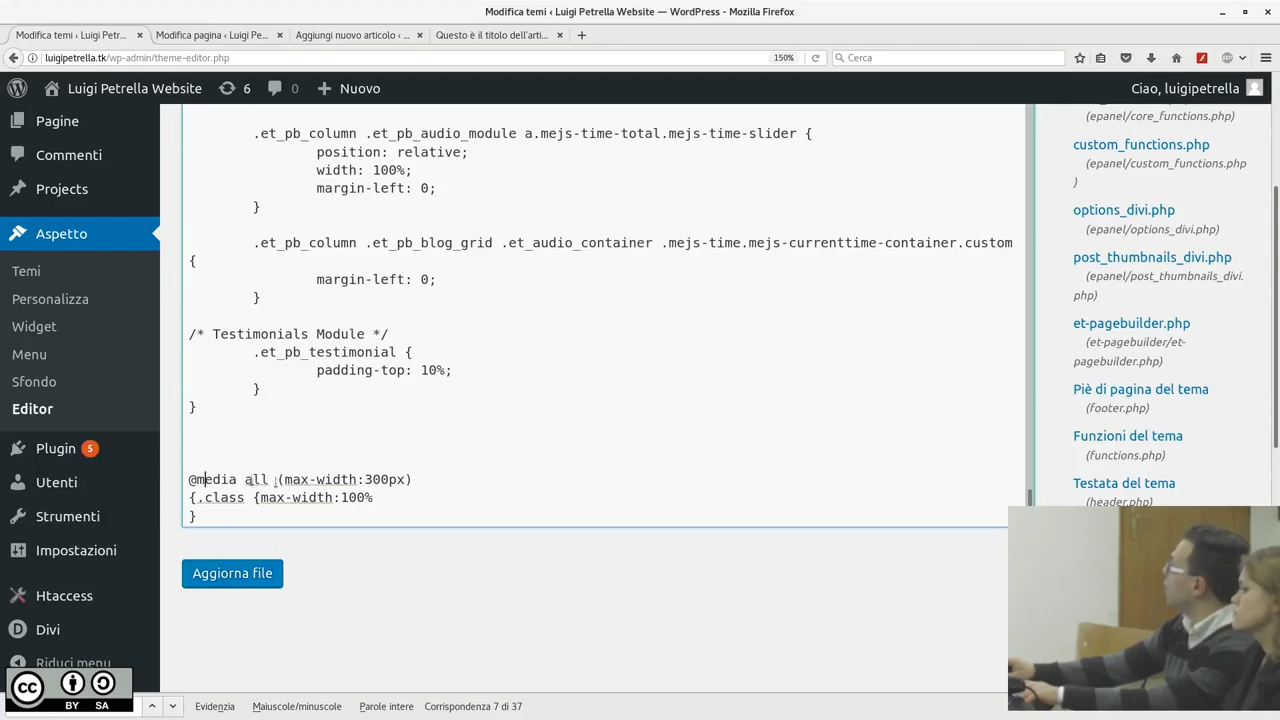 Modifica temi ‹ Luigi Petrella Website — WordPress - Mozilla Firefox
Modifica temi ‹ Luigi Petr... × Modifica pagina ‹ Luigi Pe... × Aggiungi nuovo articolo ‹ ... × Questo è il titolo dell'arti... × +
luigipetrella.tk/wp-admin/theme-editor.php 150% Cerca
Luigi Petrella Website 6 0 + Nuovo Ciao, luigipetrella
Pagine
Commenti
Projects
Aspetto
Temi
Personalizza
Widget
Menu
Sfondo
Editor
Plugin 5
Utenti
Strumenti
Impostazioni
Htaccess
Divi
Riduci menu
.et_pb_column .et_pb_audio_module a.mejs-time-total.mejs-time-slider {
position: relative;
width: 100%;
margin-left: 0;
}
.et_pb_column .et_pb_blog_grid .et_audio_container .mejs-time.mejs-currenttime-container.custom
{
margin-left: 0;
}
/* Testimonials Module */
.et_pb_testimonial {
padding-top: 10%;
}
}
@media all (max-width:300px)
{.class {max-width:100%
}
Aggiorna file
(epanel/core_functions.php)
custom_functions.php
(epanel/custom_functions.php
)
options_divi.php
(epanel/options_divi.php)
post_thumbnails_divi.php
(epanel/post_thumbnails_divi.
php)
et-pagebuilder.php
(et-pagebuilder/et-
pagebuilder.php)
Piè di pagina del tema
(footer.php)
Funzioni del tema
(functions.php)
Testata del tema
(header.php)
cc
BY SA
Evidenzia Maiuscole/minuscole Parole intere Corrispondenza 7 di 37